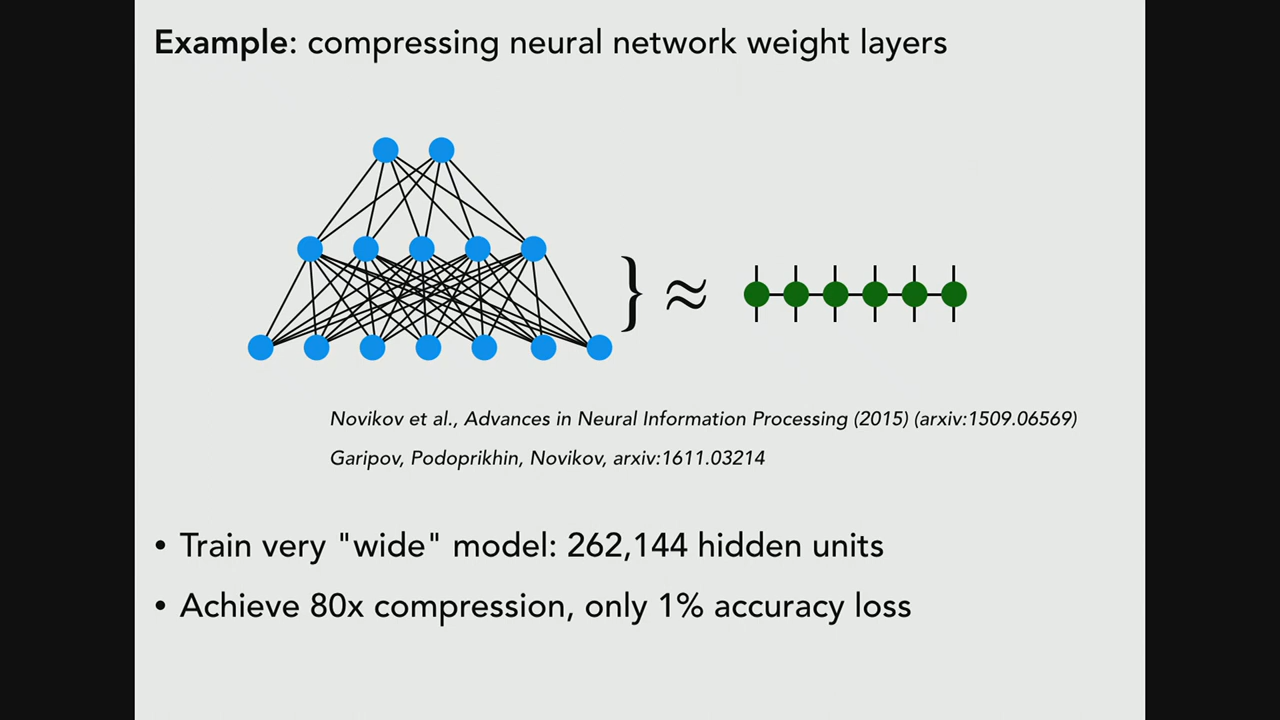 Example: compressing neural network weight layers
} ≈
Novikov et al., Advances in Neural Information Processing (2015) (arxiv:1509.06569)
Garipov, Podoprikhin, Novikov, arxiv:1611.03214
• Train very "wide" model: 262,144 hidden units
• Achieve 80x compression, only 1% accuracy loss